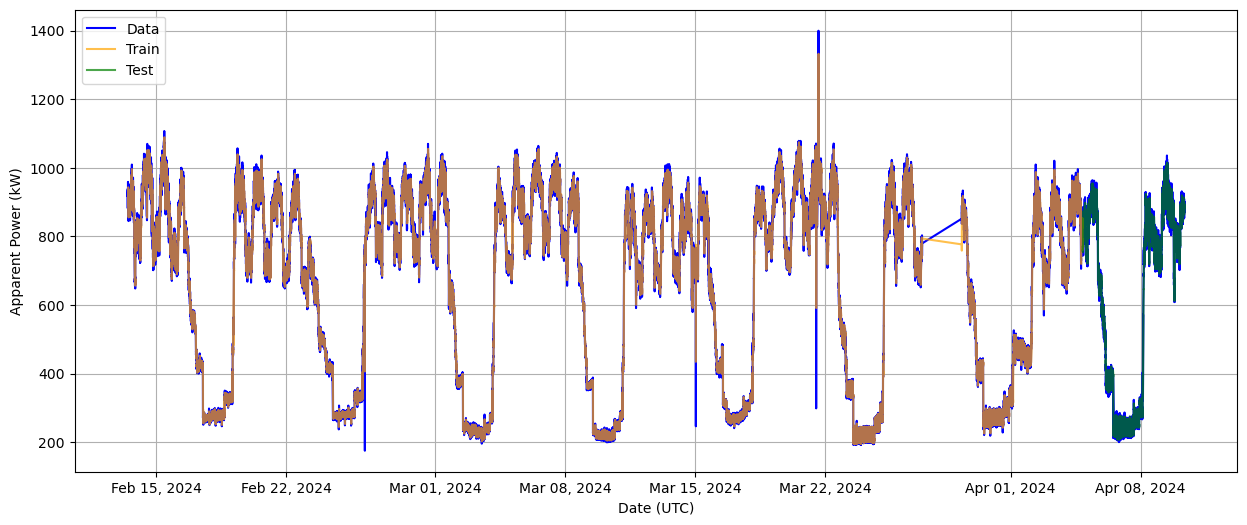 Data
Train
Test
1400
1200
1000
800
600
400
200
Apparent Power (kW)
Feb 15, 2024
Feb 22, 2024
Mar 01, 2024
Mar 08, 2024
Mar 15, 2024
Mar 22, 2024
Apr 01, 2024
Apr 08, 2024
Date (UTC)